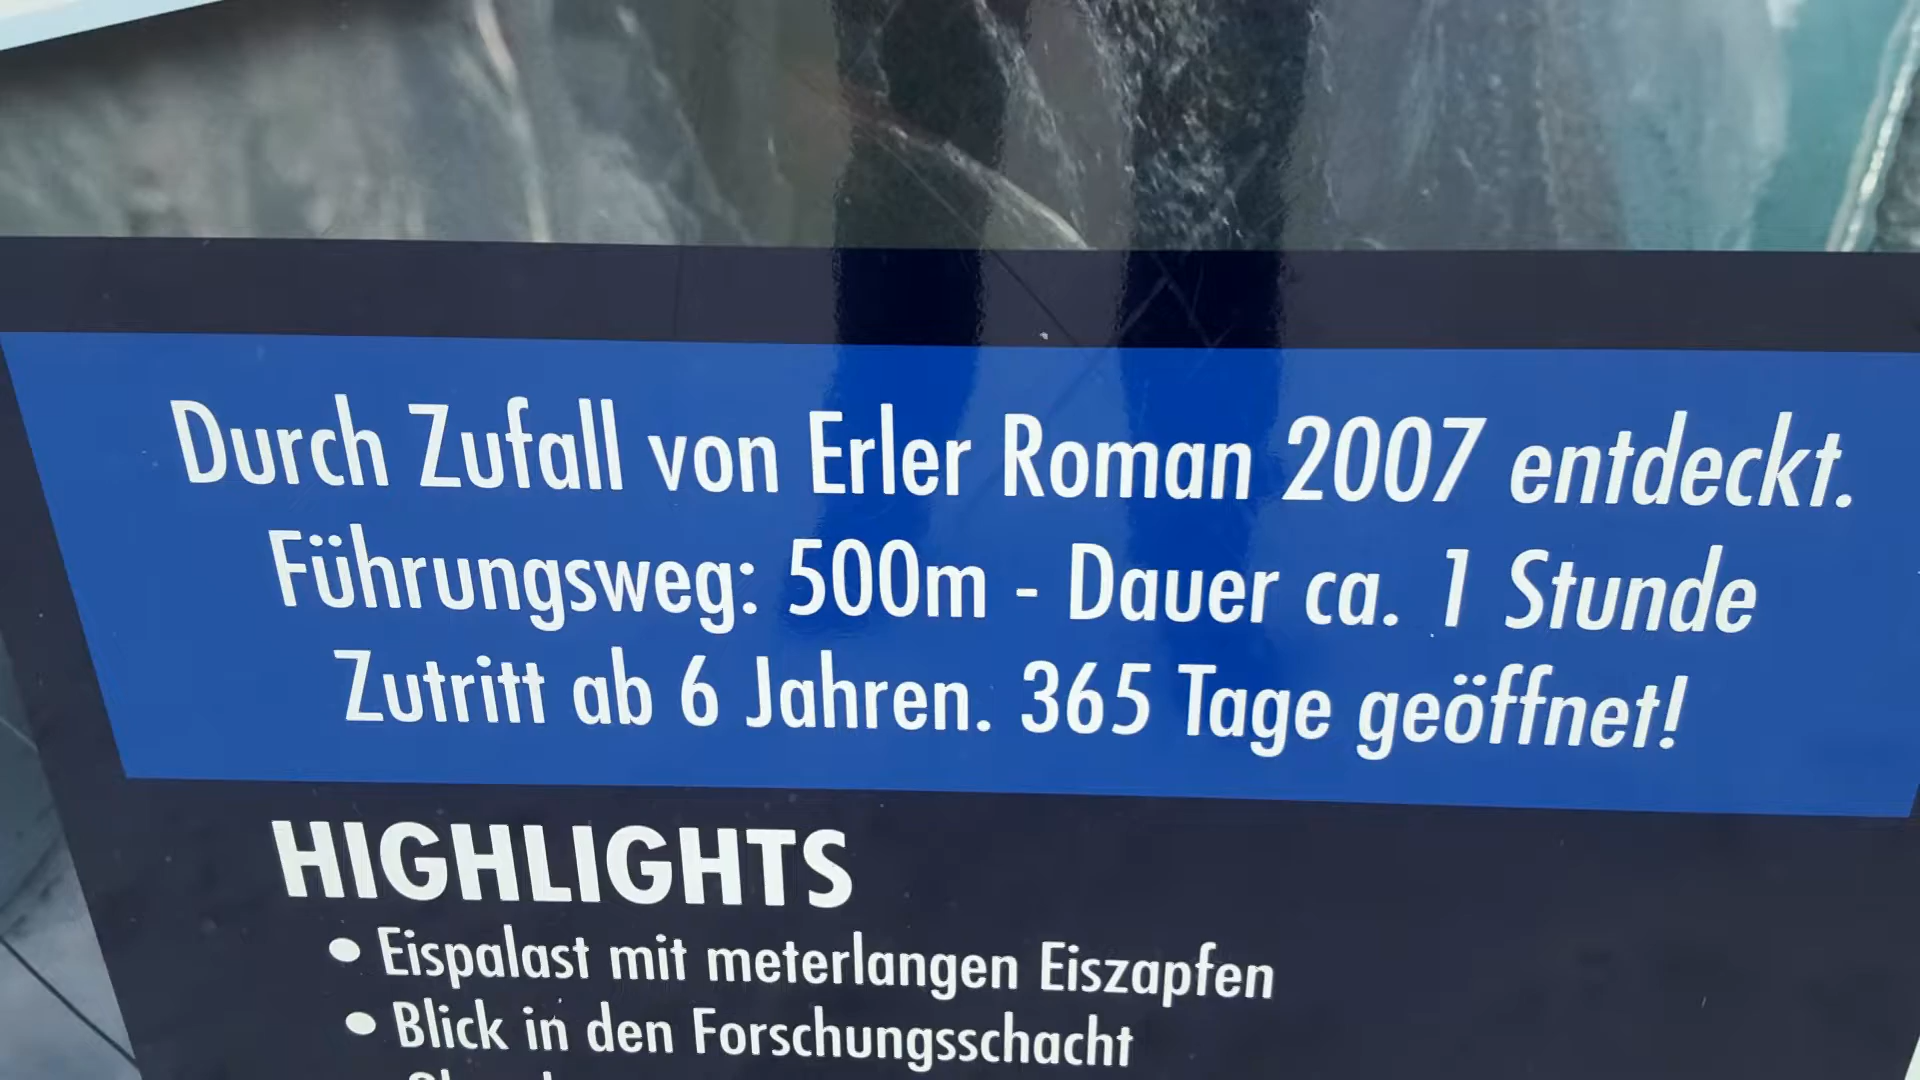 Durch Zufall von Erler Roman 2007 entdeckt.
Führungsweg: 500m - Dauer ca. 1 Stunde
Zutritt ab 6 Jahren. 365 Tage geöffnet!
HIGHLIGHTS
• Eispalast mit meterlangen Eiszapfen
• Blick in den Forschungsschacht